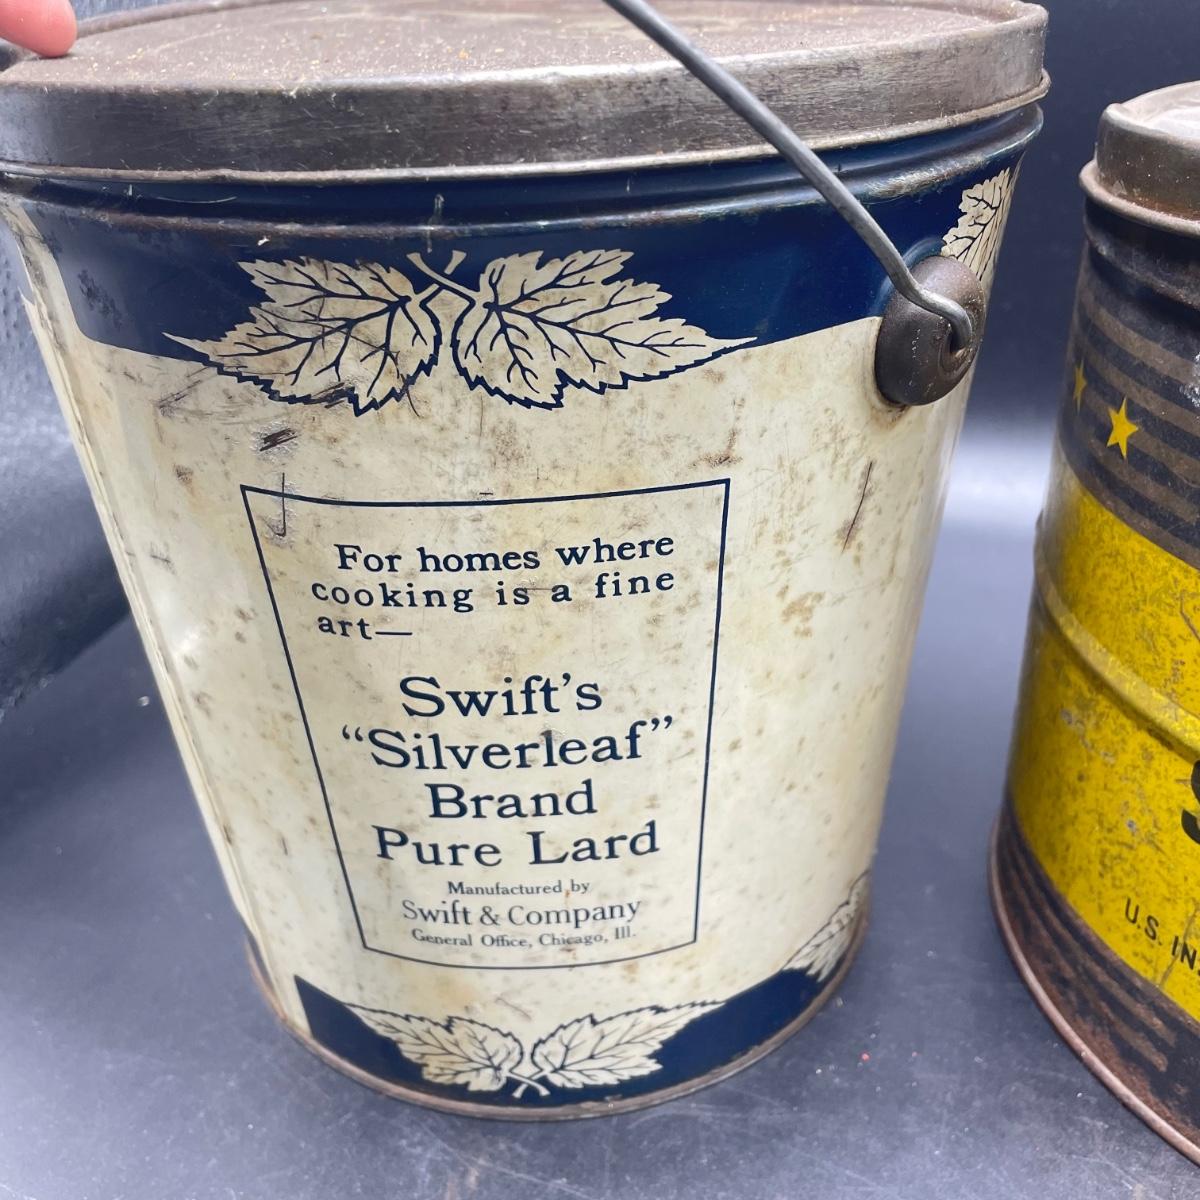 For homes where
cooking is a fine
art—
Swift's
"Silverleaf"
Brand
Pure Lard
Manufactured by
Swift & Company
General Office, Chicago, Ill.
U.S. IN